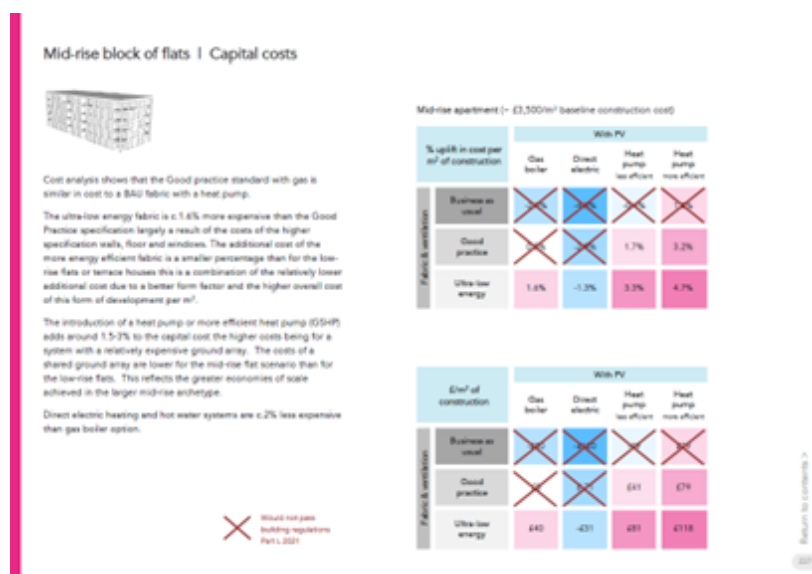 Mid-rise block of flats | Capital costs
Cost analysis shows that the Good practice standard with gas is
similar in cost to a BAU fabric with a heat pump.
The ultra-low energy fabric is c.1.6% more expensive than the Good
Practice specification largely a result of the costs of the higher
specification walls, floor and windows. The additional cost of the
more energy efficient fabric is a smaller percentage than for the low-
rise flats or terrace houses this is a combination of the relatively lower
additional cost due to a better form factor and the higher overall cost
of this form of development per m².
The introduction of a heat pump or more efficient heat pump (GSHP)
adds around 1.5-3% to the capital cost the higher costs being for a
system with a relatively expensive ground array. The costs of a
shared ground array are lower for the mid-rise flat scenario than for
the low-rise flats. This reflects the greater economies of scale
achieved in the larger mid-rise archetype.
Direct electric heating and hot water systems are c.2% less expensive
than gas boiler option.
Would not pass
building regulations
Part L 2021
Mid-rise apartment (~ £3,500/m² baseline construction cost)
% uplift in cost per
m² of construction
With PV
Gas
boiler
Direct
electric
Heat
pump
less efficient
Heat
pump
more efficient
Fabric & ventilation
Business as
usual
Good
practice
1.7%
3.2%
Ultra-low
energy
1.6%
-1.3%
3.3%
4.7%
£/m² of
construction
With PV
Gas
boiler
Direct
electric
Heat
pump
less efficient
Heat
pump
more efficient
Fabric & ventilation
Business as
usual
Good
practice
£41
£79
Ultra-low
energy
£40
-£31
£81
£118
Return to contents >